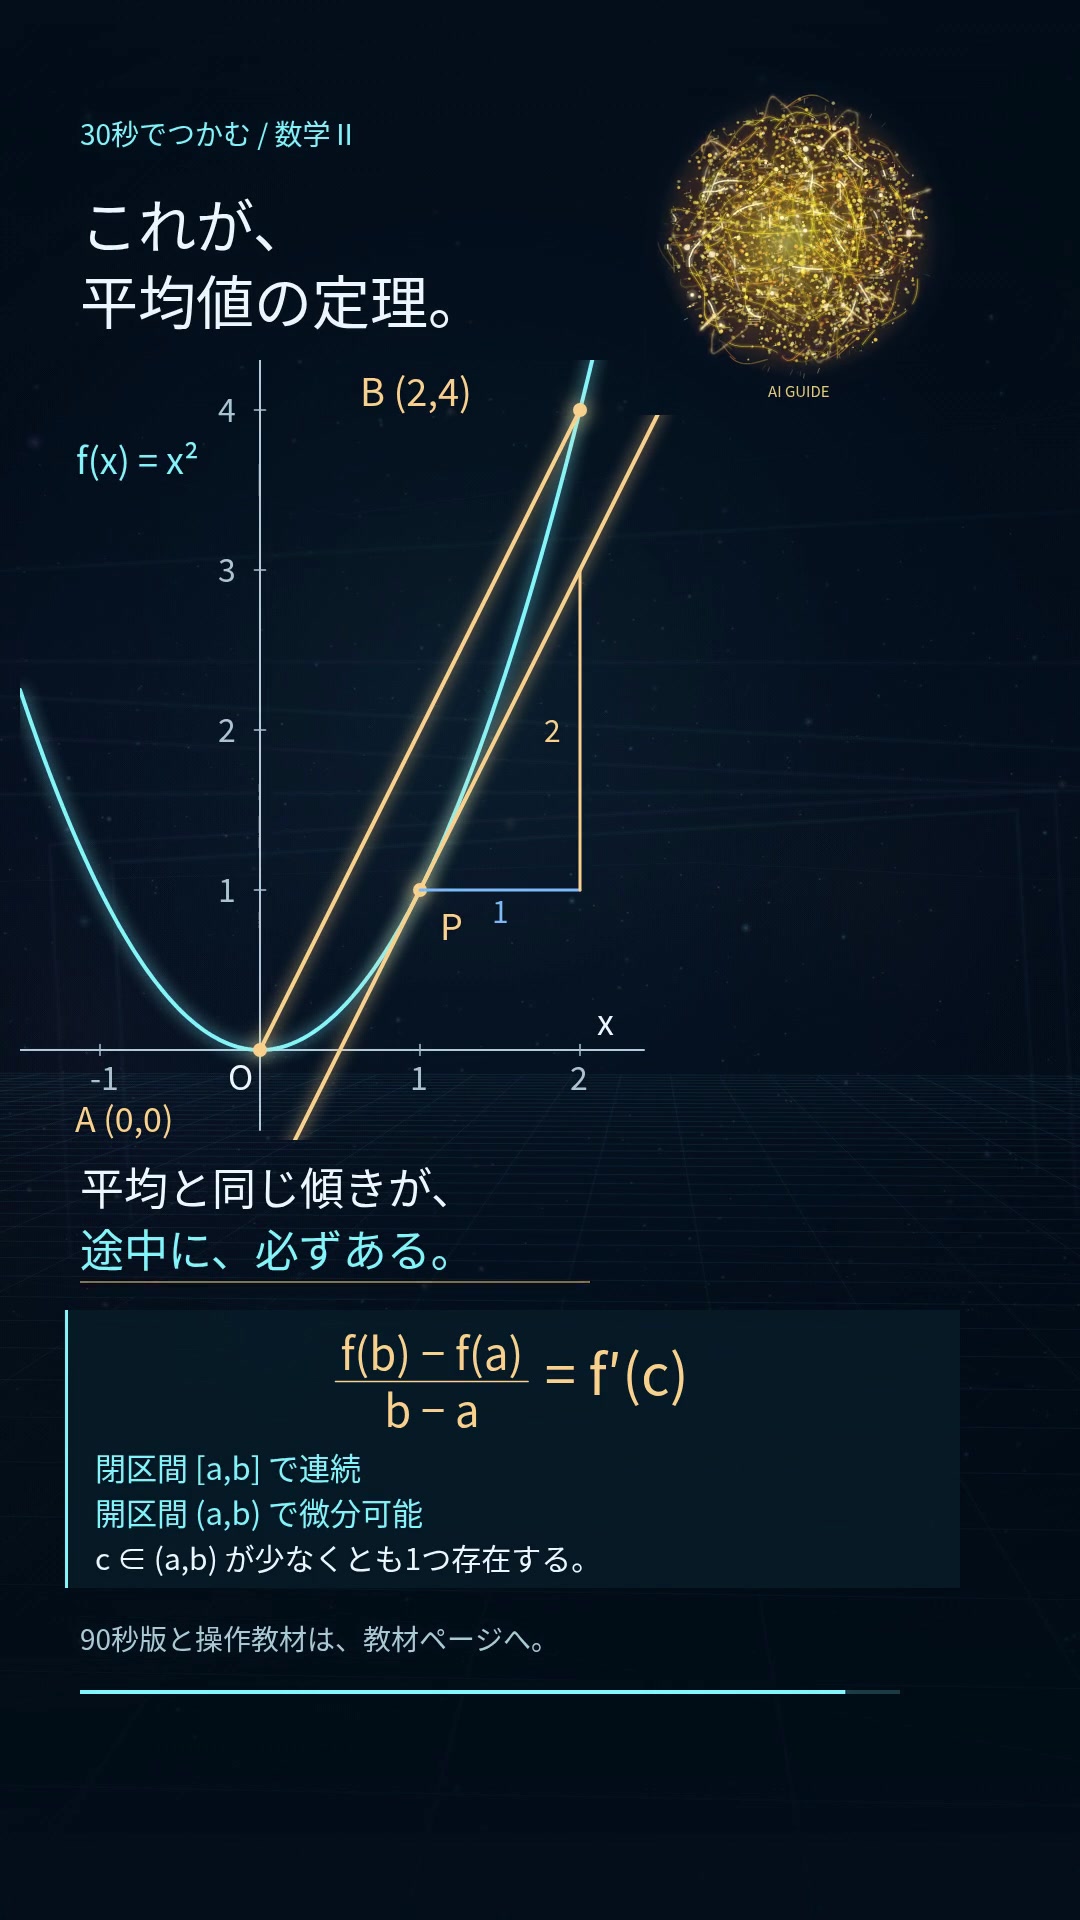 30秒でつかむ / 数学Ⅱ
これが、
平均値の定理。
AI GUIDE
B (2,4)
4
f(x) = x²
3
2
2
1
1
P
x
-1
O
1
2
A (0,0)
平均と同じ傾きが、
途中に、必ずある。
f(b) − f(a)
= f′(c)
b − a
閉区間 [a,b] で連続
開区間 (a,b) で微分可能
c ∈ (a,b) が少なくとも1つ存在する。
90秒版と操作教材は、教材ページへ。